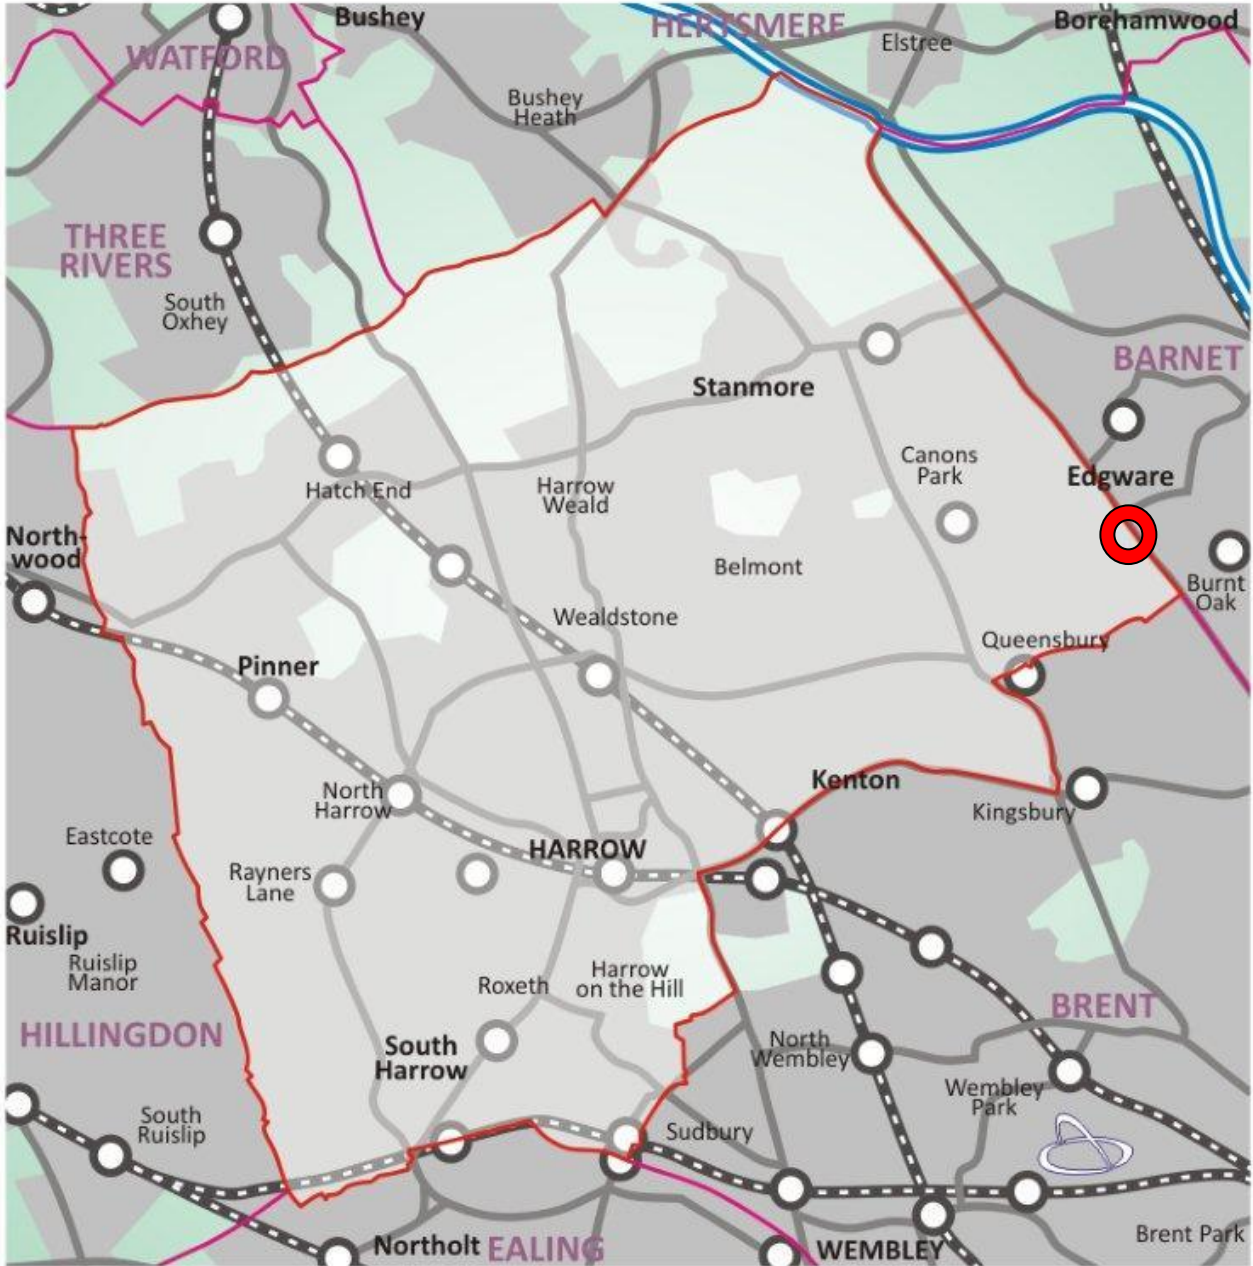 Bushey
HERTSMERE
Borehamwood
WATFORD
Elstree
Bushey
Heath
THREE
RIVERS
South
Oxhey
BARNET
Stanmore
Canons
Park
Edgware
Hatch End
Harrow
Weald
North-
wood
Belmont
Burnt
Oak
Wealdstone
Queensbury
Pinner
Kenton
North
Harrow
Kingsbury
Eastcote
HARROW
Rayners
Lane
Ruislip
Ruislip
Manor
Roxeth
Harrow
on the Hill
BRENT
HILLINGDON
South
Harrow
North
Wembley
Wembley
Park
South
Ruislip
Sudbury
Northolt
EALING
WEMBLEY
Brent Park